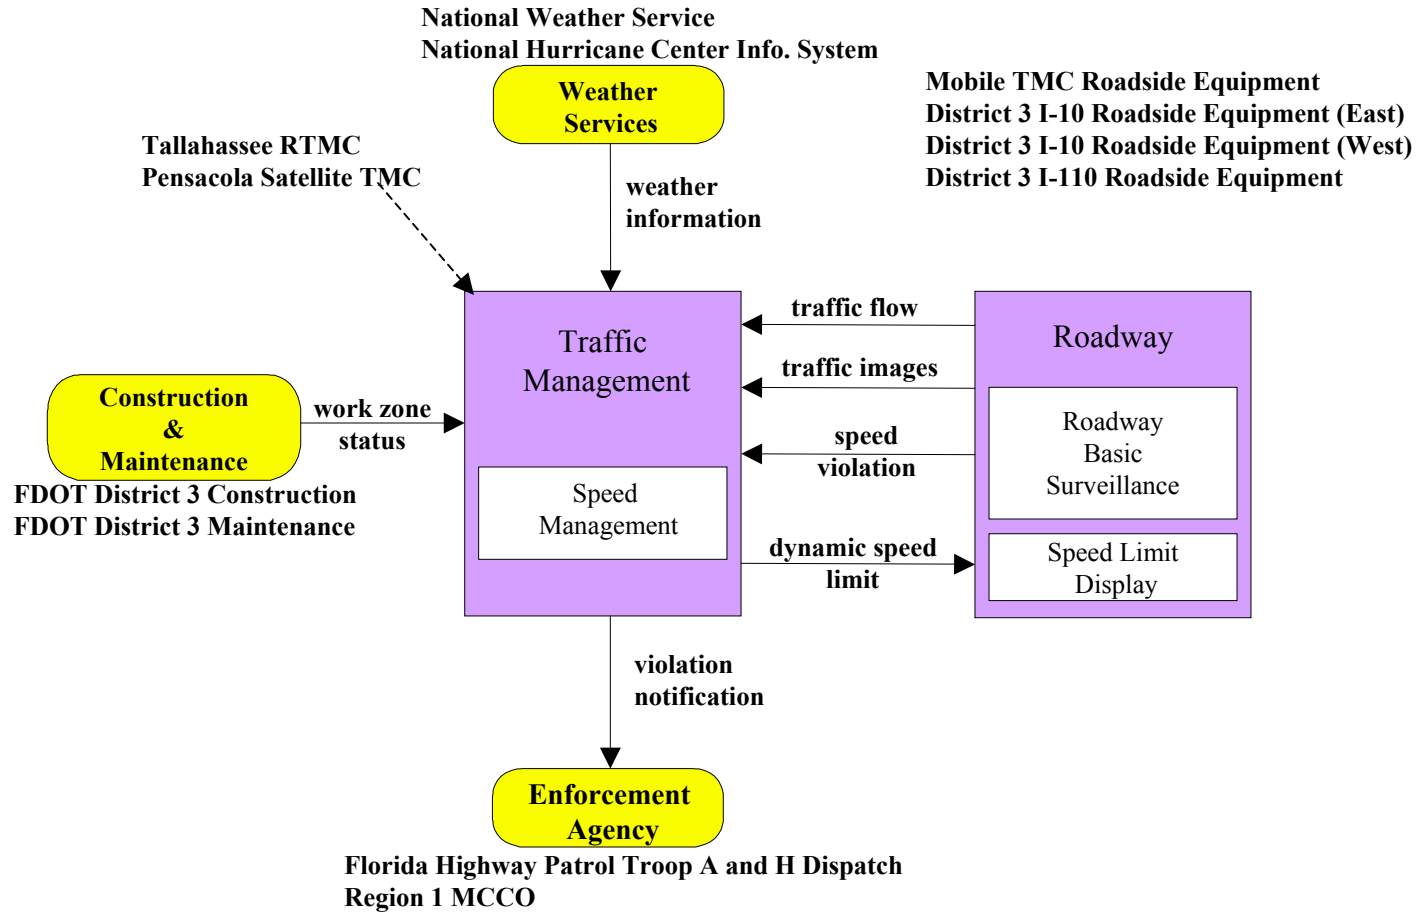 National Weather Service
National Hurricane Center Info. System
Weather
Services
Mobile TMC Roadside Equipment
District 3 I-10 Roadside Equipment (East)
District 3 I-10 Roadside Equipment (West)
District 3 I-110 Roadside Equipment
Tallahassee RTMC
Pensacola Satellite TMC
weather
information
Traffic
Management
Speed
Management
traffic flow
traffic images
speed
violation
dynamic speed
limit
Roadway
Roadway
Basic
Surveillance
Speed Limit
Display
Construction
&
Maintenance
work zone
status
FDOT District 3 Construction
FDOT District 3 Maintenance
violation
notification
Enforcement
Agency
Florida Highway Patrol Troop A and H Dispatch
Region 1 MCCO